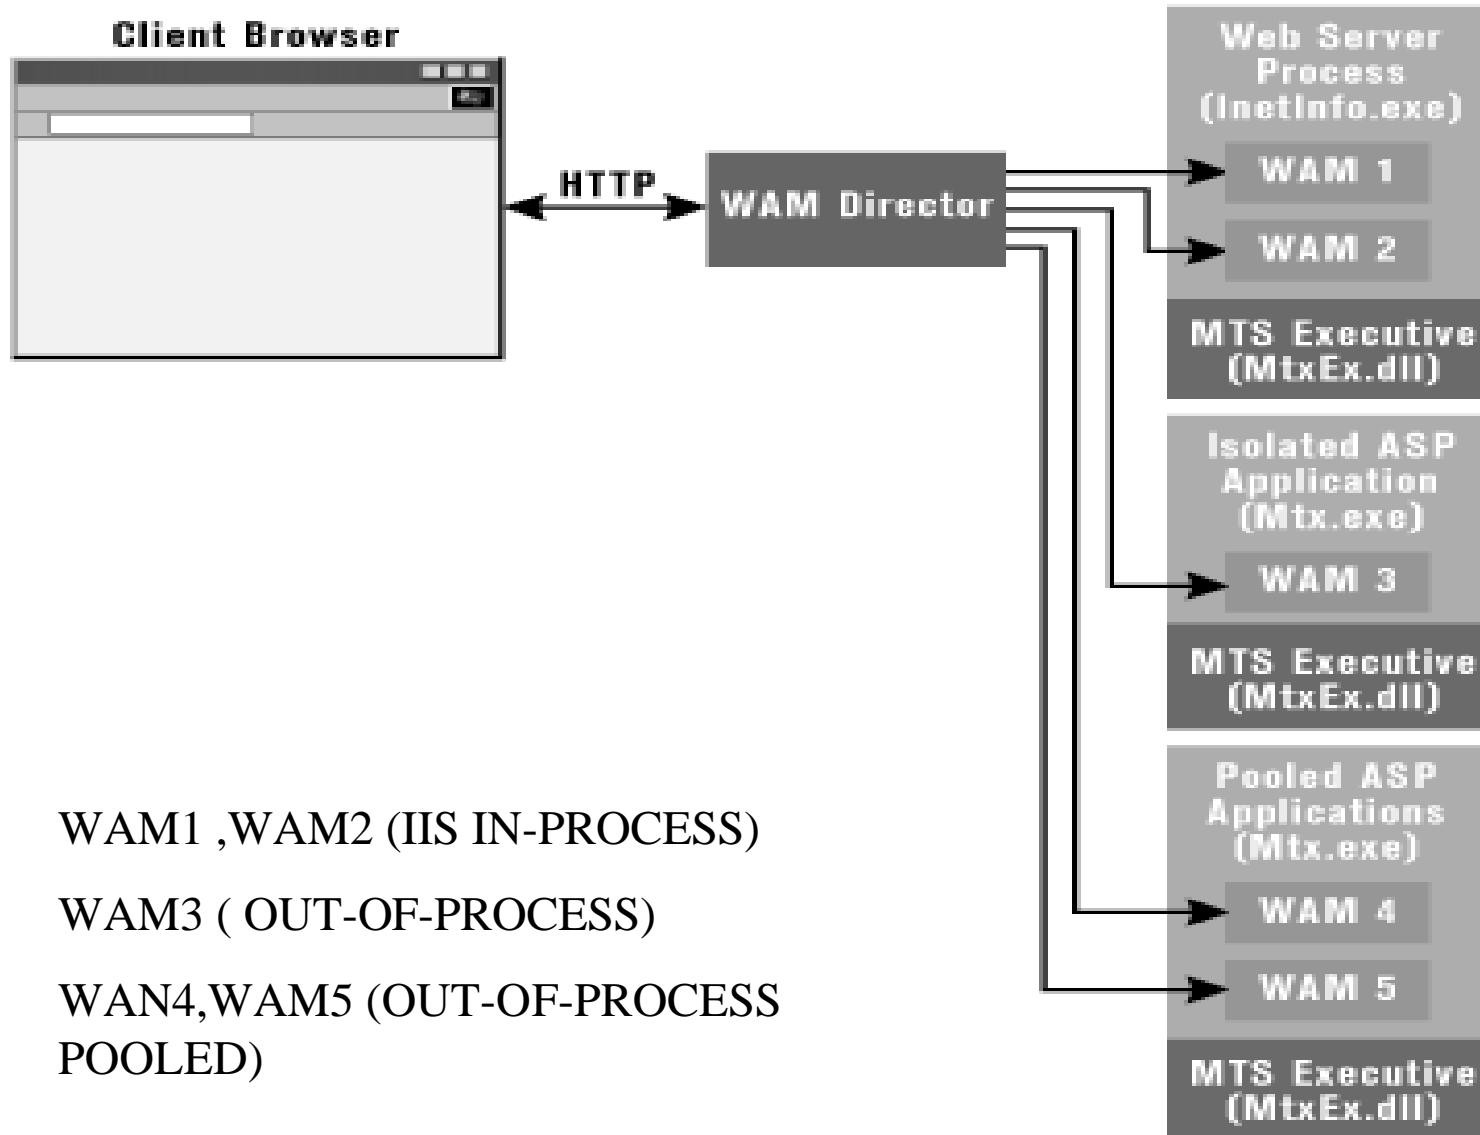 Client Browser
HTTP
WAM Director
Web Server
Process
(InetInfo.exe)
WAM 1
WAM 2
MTS Executive
(MtxEx.dll)
Isolated ASP
Application
(Mtx.exe)
WAM 3
MTS Executive
(MtxEx.dll)
Pooled ASP
Applications
(Mtx.exe)
WAM 4
WAM 5
MTS Executive
(MtxEx.dll)
WAM1 ,WAM2 (IIS IN-PROCESS)
WAM3 ( OUT-OF-PROCESS)
WAN4,WAM5 (OUT-OF-PROCESS
POOLED)